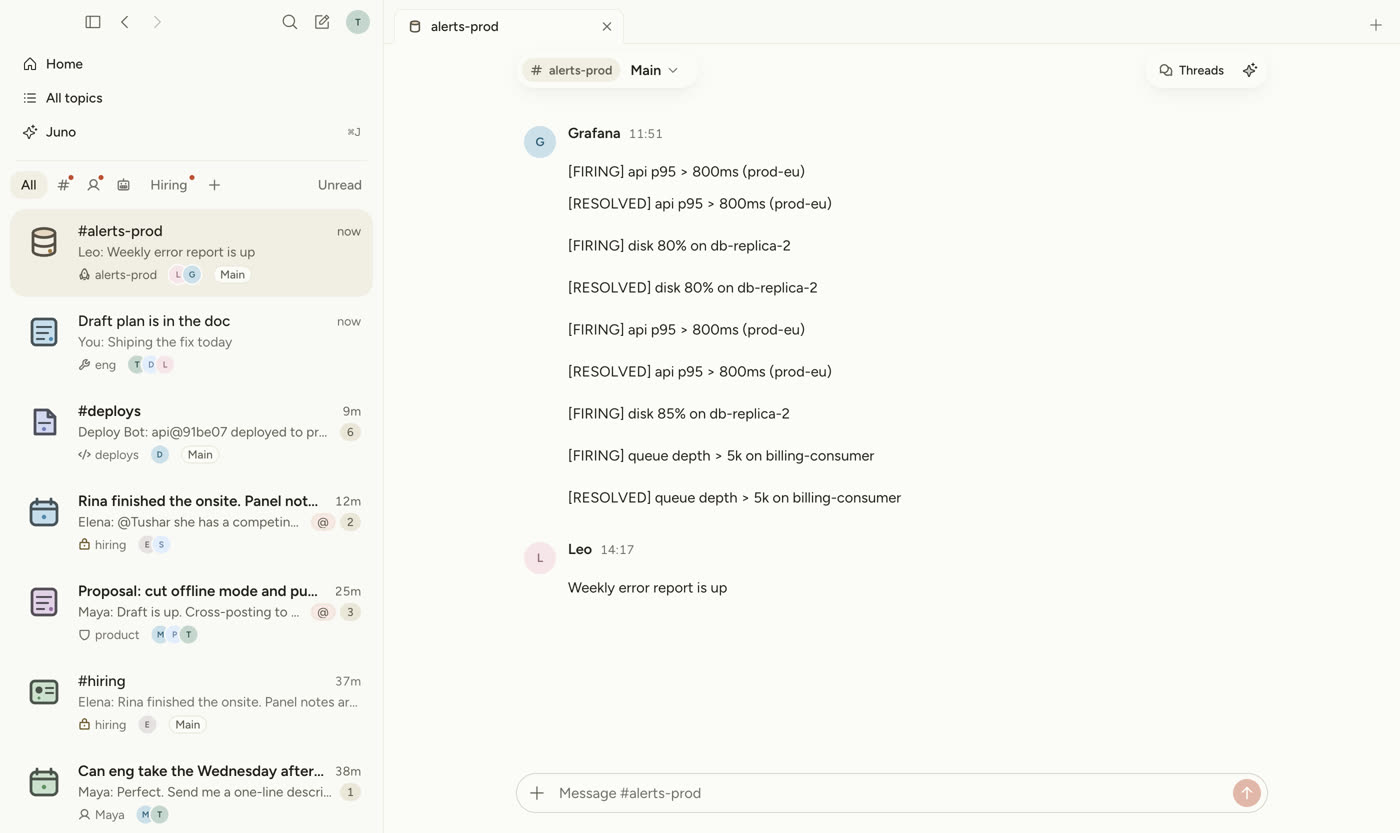 T
Home
All topics
Juno
⌘J
All
#
Hiring
Unread
#alerts-prod
now
Leo: Weekly error report is up
alerts-prod
L
G
Main
Draft plan is in the doc
now
You: Shiping the fix today
eng
T
D
L
#deploys
9m
Deploy Bot: api@91be07 deployed to pr...
6
deploys
D
Main
Rina finished the onsite. Panel not...
12m
Elena: @Tushar she has a competin...
@
2
hiring
E
S
Proposal: cut offline mode and pu...
25m
Maya: Draft is up. Cross-posting to ...
@
3
product
M
P
T
#hiring
37m
Elena: Rina finished the onsite. Panel notes ar...
hiring
E
Main
Can eng take the Wednesday after...
38m
Maya: Perfect. Send me a one-line descri...
1
Maya
M
T
alerts-prod
# alerts-prod
Main
Threads
G
Grafana 11:51
[FIRING] api p95 > 800ms (prod-eu)
[RESOLVED] api p95 > 800ms (prod-eu)
[FIRING] disk 80% on db-replica-2
[RESOLVED] disk 80% on db-replica-2
[FIRING] api p95 > 800ms (prod-eu)
[RESOLVED] api p95 > 800ms (prod-eu)
[FIRING] disk 85% on db-replica-2
[FIRING] queue depth > 5k on billing-consumer
[RESOLVED] queue depth > 5k on billing-consumer
L
Leo 14:17
Weekly error report is up
Message #alerts-prod